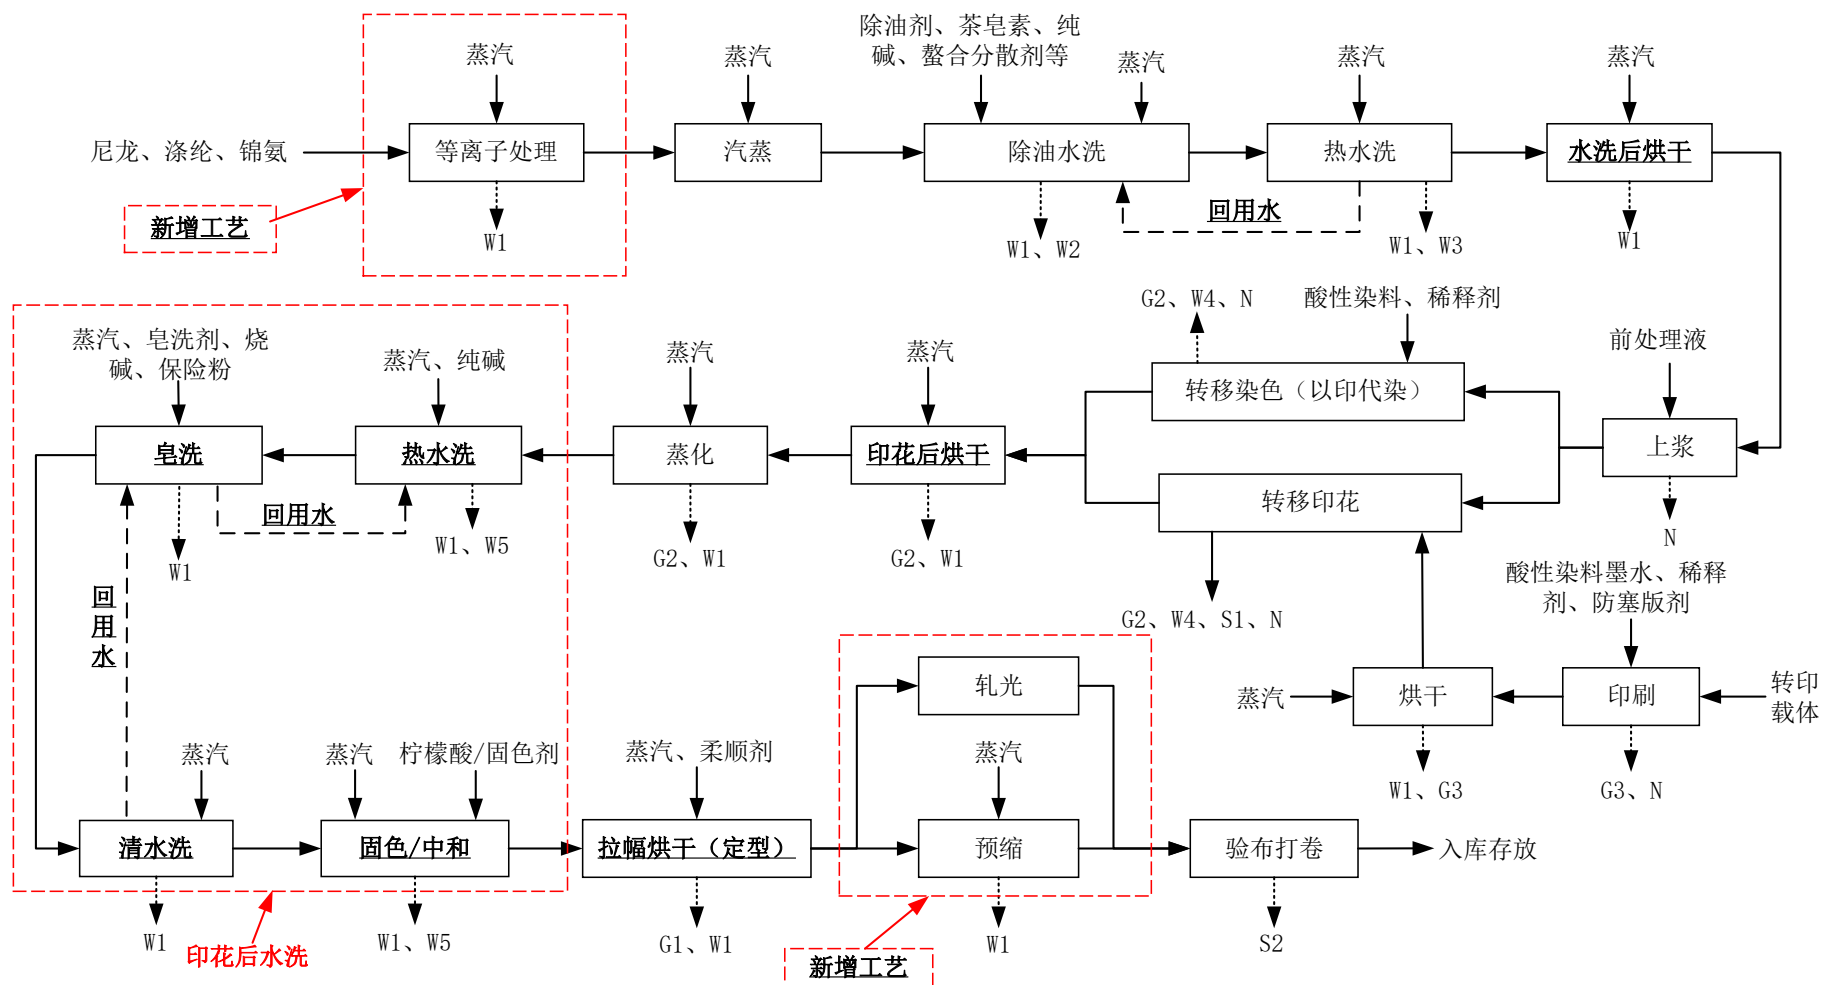 蒸汽
蒸汽
除油剂、茶皂素、纯
碱、螯合分散剂等
蒸汽
蒸汽
蒸汽
尼龙、涤纶、锦氨
等离子处理
汽蒸
除油水洗
热水洗
水洗后烘干
新增工艺
W1
W1、W2
回用水
W1、W3
W1
G2、W4、N
酸性染料、稀释剂
前处理液
蒸汽、皂洗剂、烧
碱、保险粉
蒸汽、纯碱
蒸汽
蒸汽
转移染色（以印代染）
皂洗
热水洗
蒸化
印花后烘干
上浆
转移印花
回用水
W1
W1、W5
G2、W1
G2、W1
N
回
用
水
G2、W4、S1、N
酸性染料墨水、稀释
剂、防塞版剂
轧光
蒸汽
烘干
印刷
转印
载体
蒸汽
蒸汽
柠檬酸/固色剂
蒸汽、柔顺剂
蒸汽
W1、G3
G3、N
清水洗
固色/中和
拉幅烘干（定型）
预缩
验布打卷
入库存放
W1
W1、W5
G1、W1
W1
S2
印花后水洗
新增工艺